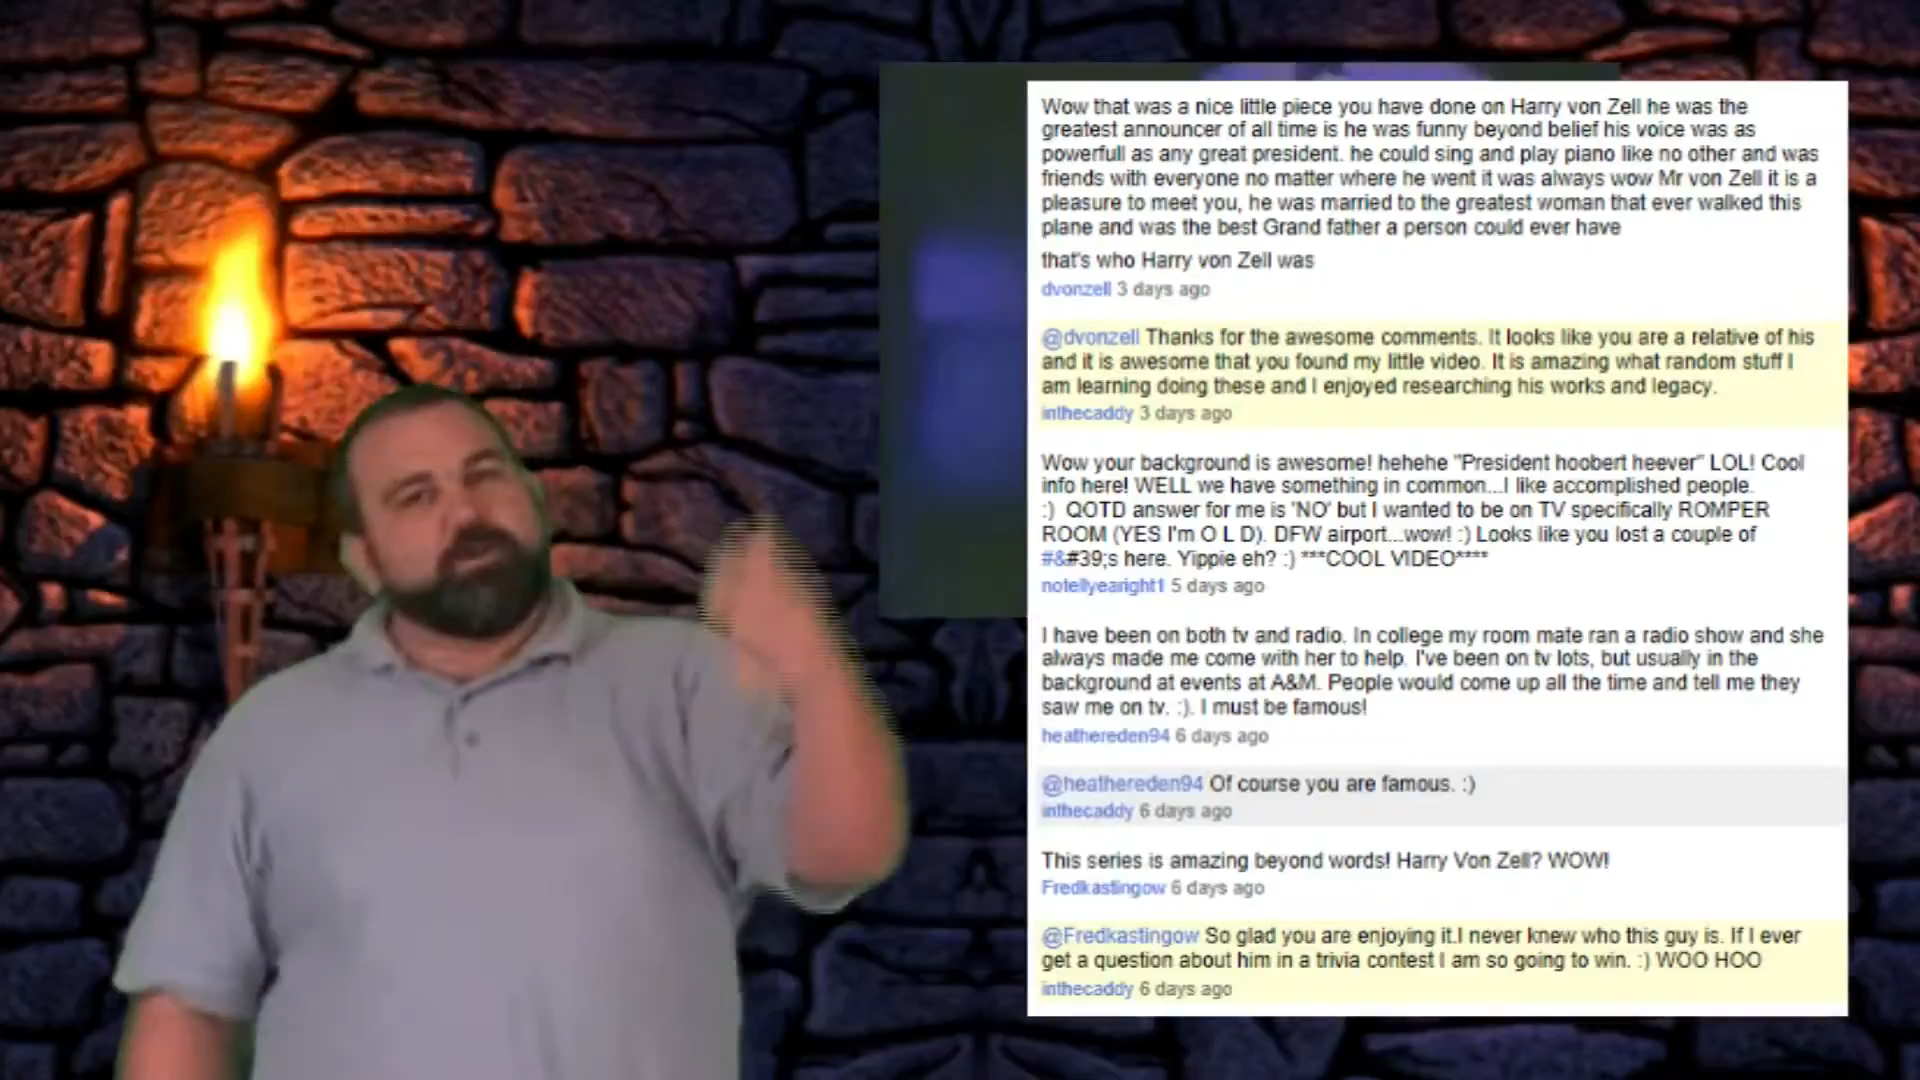 Wow that was a nice little piece you have done on Harry von Zell he was the
greatest announcer of all time is he was funny beyond belief his voice was as
powerfull as any great president. he could sing and play piano like no other and was
friends with everyone no matter where he went it was always wow Mr von Zell it is a
pleasure to meet you, he was married to the greatest woman that ever walked this
plane and was the best Grand father a person could ever have
that's who Harry von Zell was
dvonzell 3 days ago
@dvonzell Thanks for the awesome comments. It looks like you are a relative of his
and it is awesome that you found my little video. It is amazing what random stuff I
am learning doing these and I enjoyed researching his works and legacy.
inthecaddy 3 days ago
Wow your background is awesome! hehehe "President hoobert heever" LOL! Cool
info here! WELL we have something in common...I like accomplished people.
:) QOTD answer for me is 'NO' but I wanted to be on TV specifically ROMPER
ROOM (YES I'm O L D). DFW airport...wow! :) Looks like you lost a couple of
#&#39;s here. Yippie eh? :) ***COOL VIDEO****
notellyearight1 5 days ago
I have been on both tv and radio. In college my room mate ran a radio show and she
always made me come with her to help. I've been on tv lots, but usually in the
background at events at A&M. People would come up all the time and tell me they
saw me on tv. :). I must be famous!
heathereden94 6 days ago
@heathereden94 Of course you are famous. :)
inthecaddy 6 days ago
This series is amazing beyond words! Harry Von Zell? WOW!
Fredkastingow 6 days ago
@Fredkastingow So glad you are enjoying it.I never knew who this guy is. If I ever
get a question about him in a trivia contest I am so going to win. :) WOO HOO
inthecaddy 6 days ago